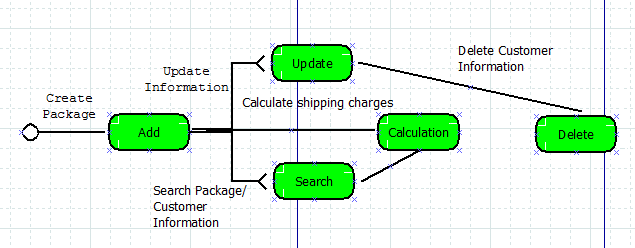 Create
Package
Add
Update
Information
Update
Delete Customer
Information
Calculate shipping charges
Calculation
Delete
Search
Search Package/
Customer
Information